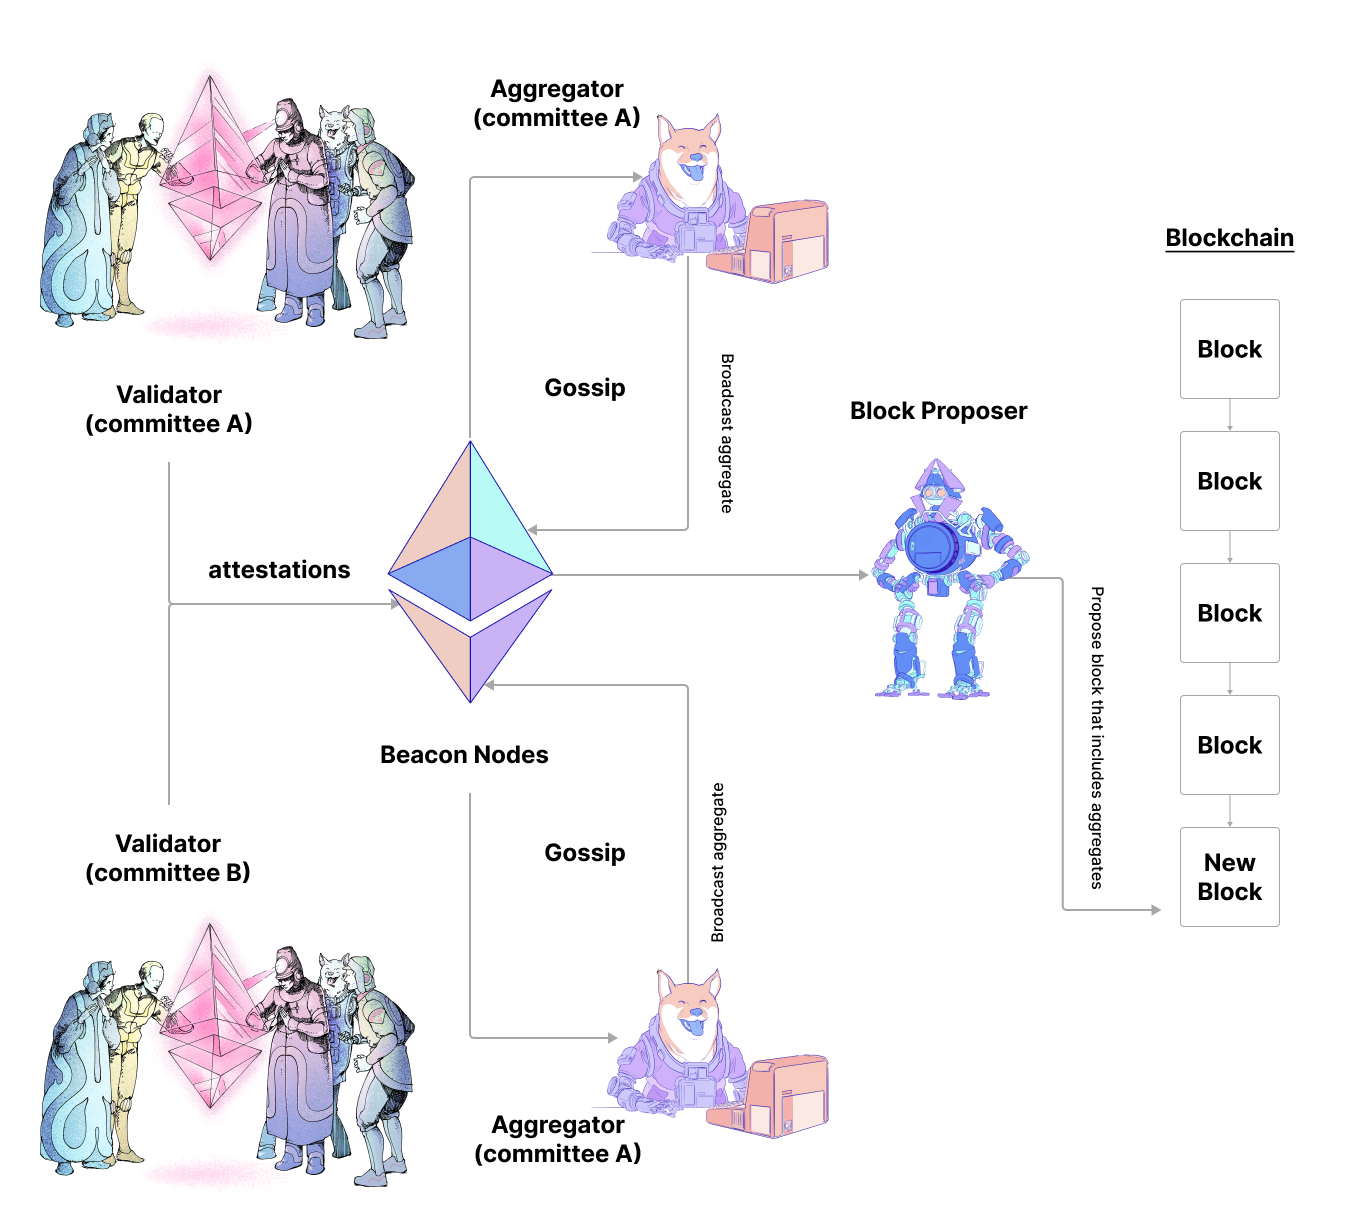 Aggregator
(committee A)
Blockchain
Block
Validator
(committee A)
Gossip
Broadcast aggregate
Block Proposer
Block
attestations
Block
Propose block that includes aggregates
Beacon Nodes
Block
Validator
(committee B)
Gossip
Broadcast aggregate
New
Block
Aggregator
(committee A)